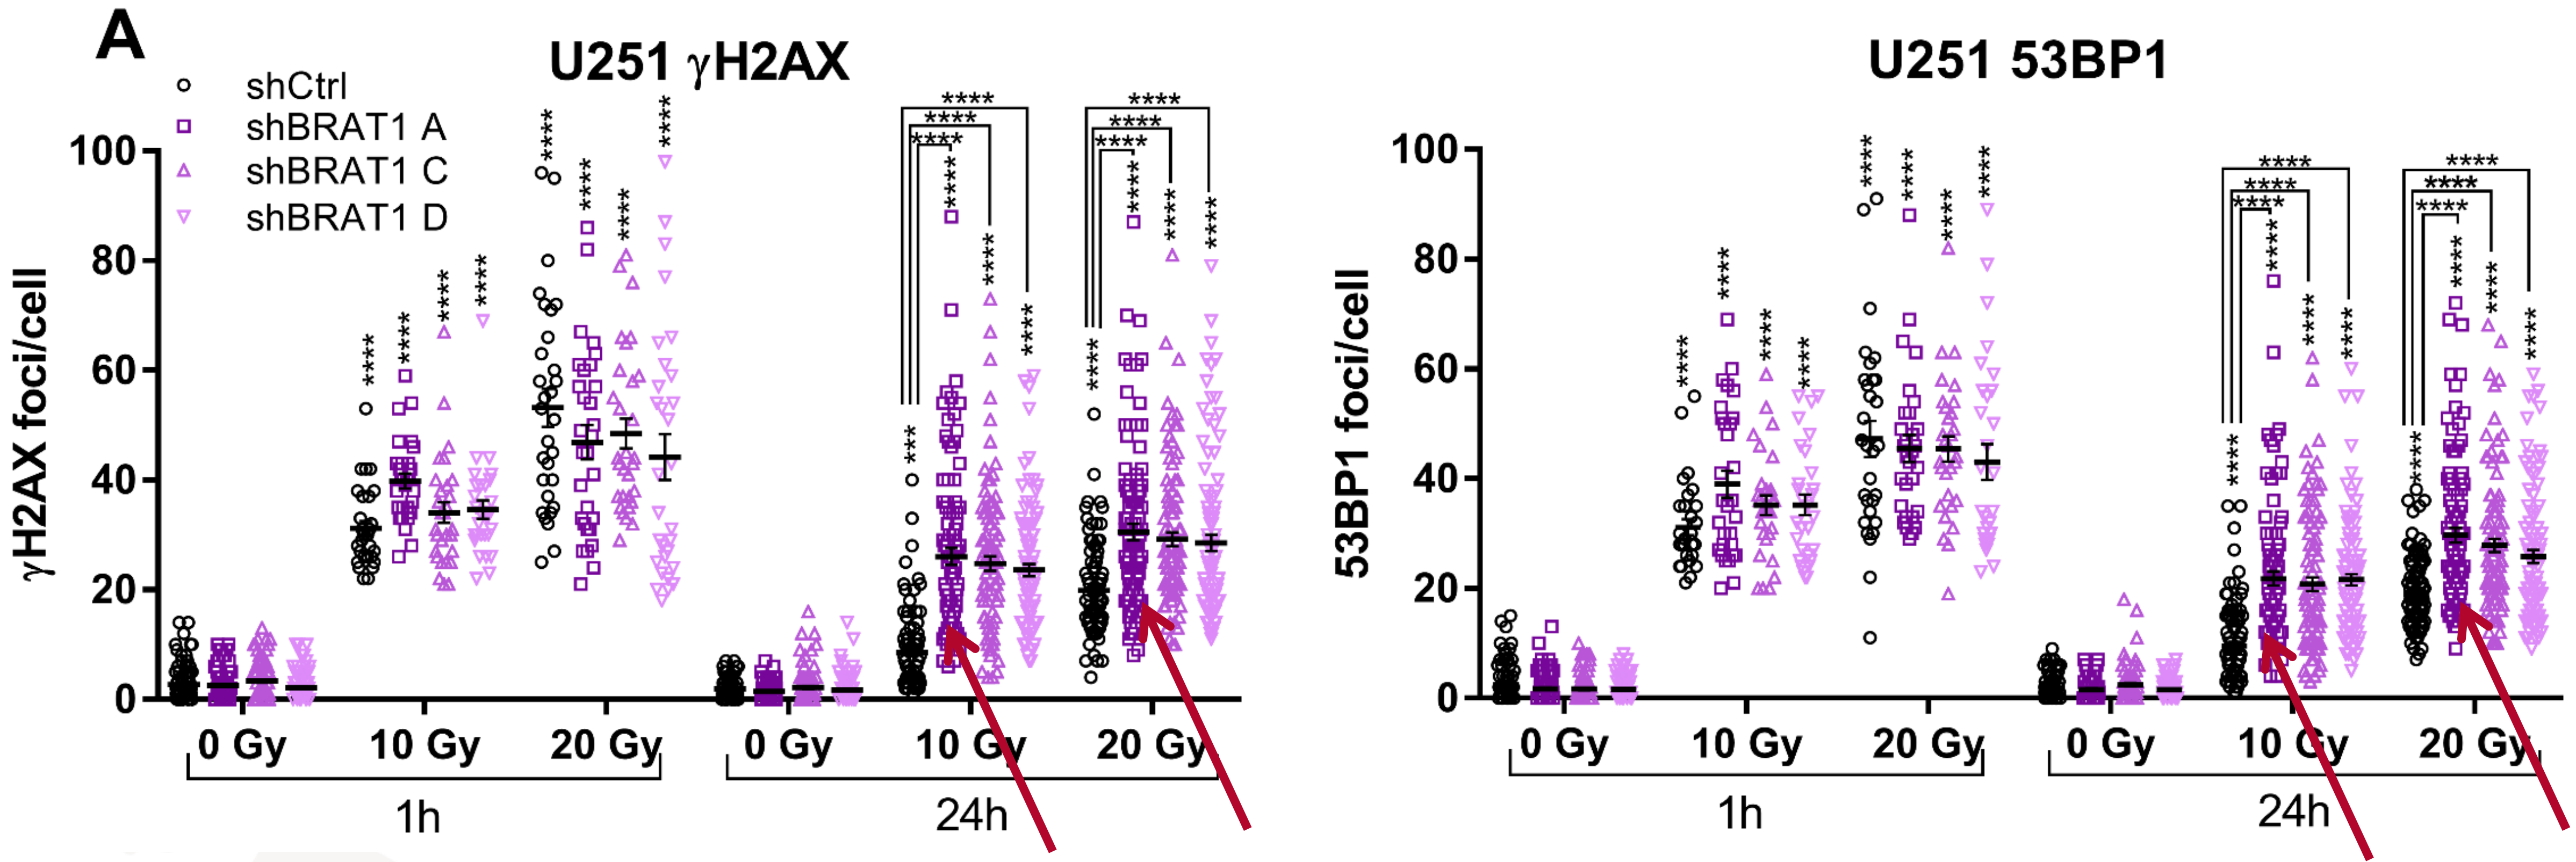 A
U251 γH2AX
shCtrl
shBRAT1 A
shBRAT1 C
shBRAT1 D
γH2AX foci/cell
100
80
60
40
20
0
**** **** **** ****
**** **** **** ****
*** **** **** ****
**** **** ****
**** **** **** ****
**** **** ****
0 Gy 10 Gy 20 Gy 0 Gy 10 Gy 20 Gy
1h 24h
U251 53BP1
53BP1 foci/cell
100
80
60
40
20
0
**** **** **** ****
**** **** **** ****
**** **** **** ****
**** **** ****
**** **** **** ****
**** **** ****
0 Gy 10 Gy 20 Gy 0 Gy 10 Gy 20 Gy
1h 24h